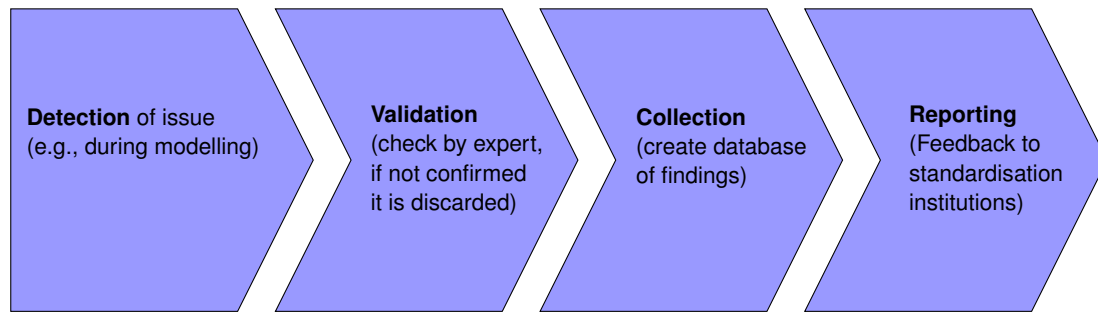 Detection of issue
(e.g., during modelling)
Validation
(check by expert,
if not confirmed
it is discarded)
Collection
(create database
of findings)
Reporting
(Feedback to
standardisation
institutions)